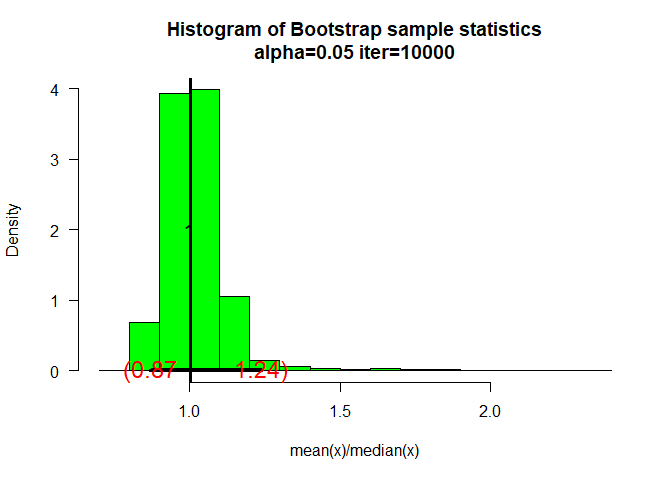 Histogram of Bootstrap sample statistics
alpha=0.05 iter=10000
Density
4
3
2
1
0
1
(0.87 1.24)
1.0 1.5 2.0
mean(x)/median(x)